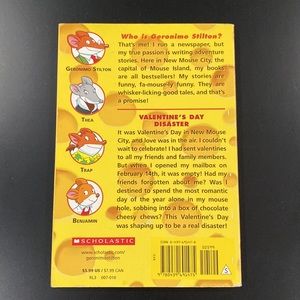 Who is Geronimo Stilton?
That's me! I run a newspaper, but
my true passion is writing adventure
stories. Here in New Mouse City, the
capital of Mouse Island, my books
are all bestsellers! My stories are
funny, fa-mouse-ly funny. They are
whisker-licking-good tales, and that's
a promise!
GERONIMO STILTON
THEA
TRAP
BENJAMIN
VALENTINE'S DAY
DISASTER
It was Valentine's Day in New Mouse
City, and love was in the air. I couldn't
wait to celebrate! I had sent valentines
to all my friends and family members.
But when I opened my mailbox on
February 14th, it was empty! Had my
friends forgotten about me? Was I
destined to spend the most romantic
day of the year alone in my mouse
hole, sobbing into a box of chocolate
cheesy chews? This Valentine's Day
was shaping up to be a real disaster!
SCHOLASTIC
www.scholastic.com/
geronimostilton
$5.99 US / $7.99 CAN
RL3 007-010